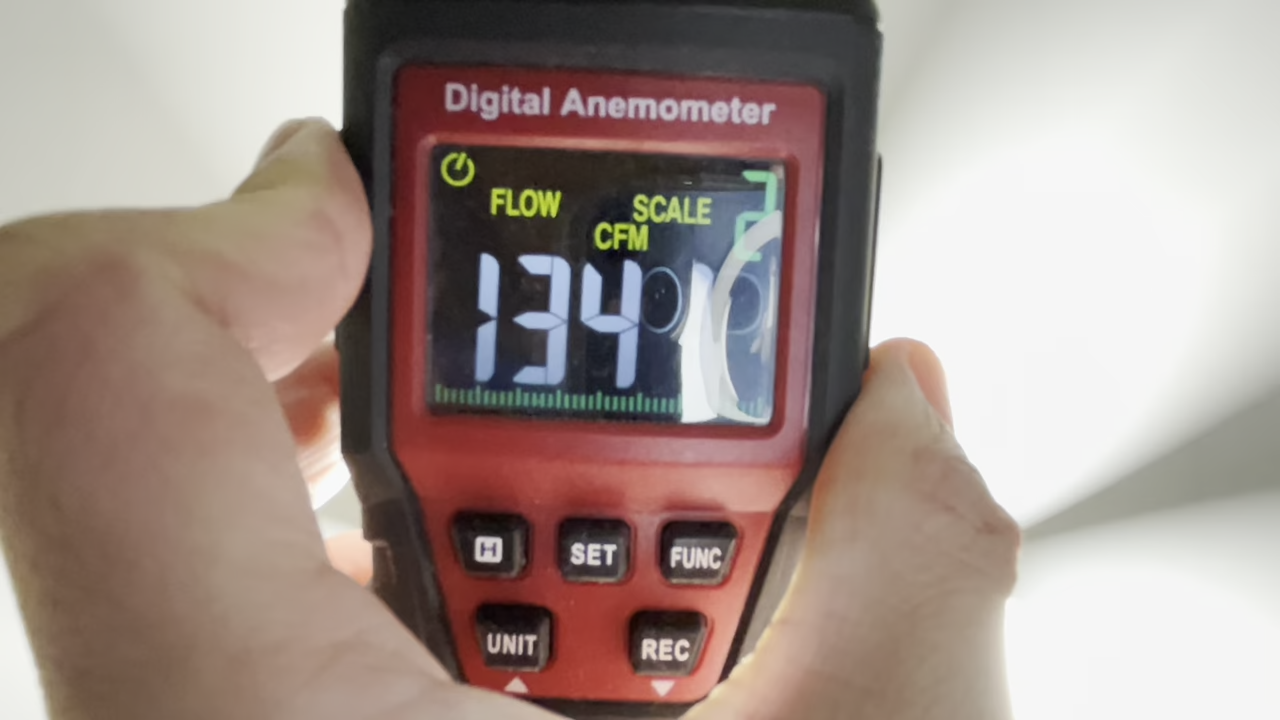 Digital Anemometer
FLOW SCALE
CFM
134
H SET FUNC
UNIT REC